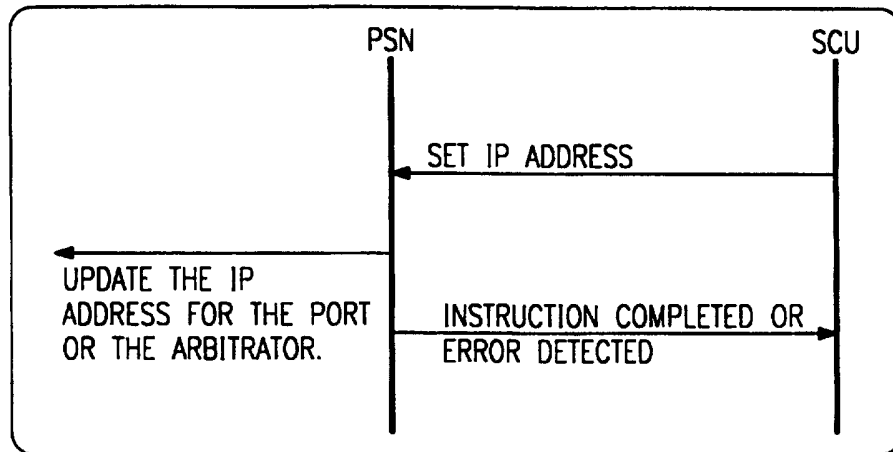 PSN
SCU
SET IP ADDRESS
UPDATE THE IP
ADDRESS FOR THE PORT
OR THE ARBITRATOR.
INSTRUCTION COMPLETED OR
ERROR DETECTED